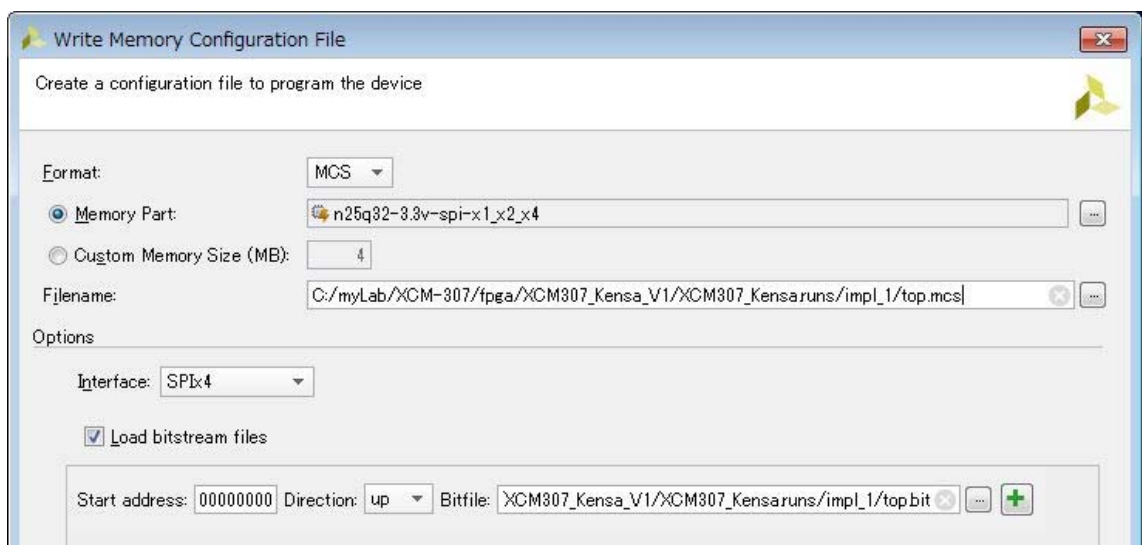 Write Memory Configuration File
Create a configuration file to program the device
Format: MCS
Memory Part: n25q32-3.3v-spi-x1_x2_x4 ...
Custom Memory Size (MB): 4
Filename: C:/myLab/XCM-307/fpga/XCM307_Kensa_V1/XCM307_Kensa.runs/impl_1/top.mcs ...
Options
Interface: SPIx4
Load bitstream files
Start address: 00000000 Direction: up Bitfile: XCM307_Kensa_V1/XCM307_Kensa.runs/impl_1/top.bit ...